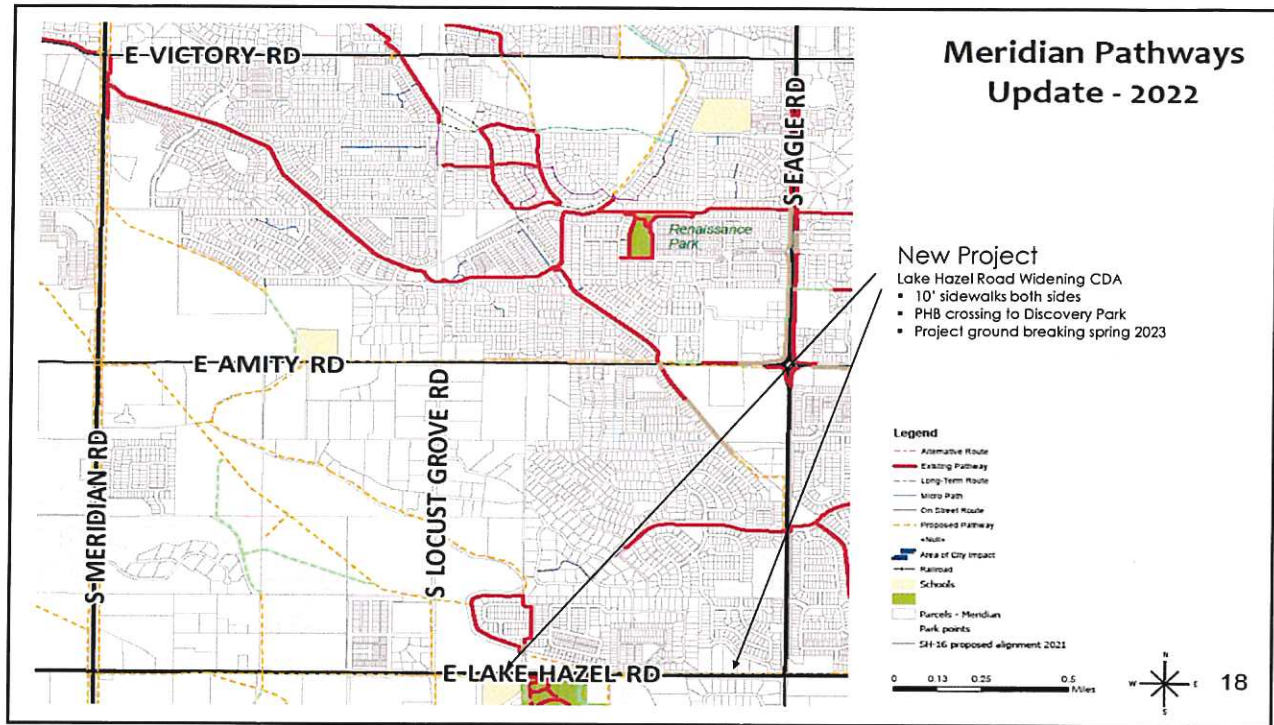 Meridian Pathways
Update - 2022
E VICTORY RD
S EAGLE RD
Renaissance
Park
New Project
Lake Hazel Road Widening CDA
▪ 10' sidewalks both sides
▪ PHB crossing to Discovery Park
▪ Project ground breaking spring 2023
E AMITY RD
S MERIDIAN RD
S LOCUST GROVE RD
E LAKE HAZEL RD
Legend
Alternative Route
Existing Pathway
Long-Term Route
Micro Path
On Street Route
Proposed Pathway
<Null>
Area of City Impact
Railroad
Schools
Parcels - Meridian
Park points
SH-16 proposed alignment 2021
0 0.13 0.25 0.5
Miles
N
W E
S
18